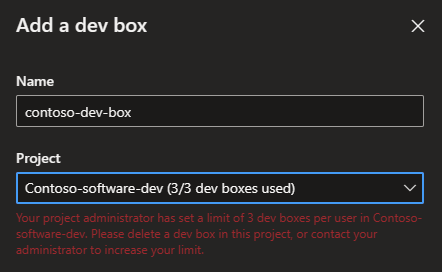 Add a dev box
Name
contoso-dev-box
Project
Contoso-software-dev (3/3 dev boxes used)
Your project administrator has set a limit of 3 dev boxes per user in Contoso-
software-dev. Please delete a dev box in this project, or contact your
administrator to increase your limit.